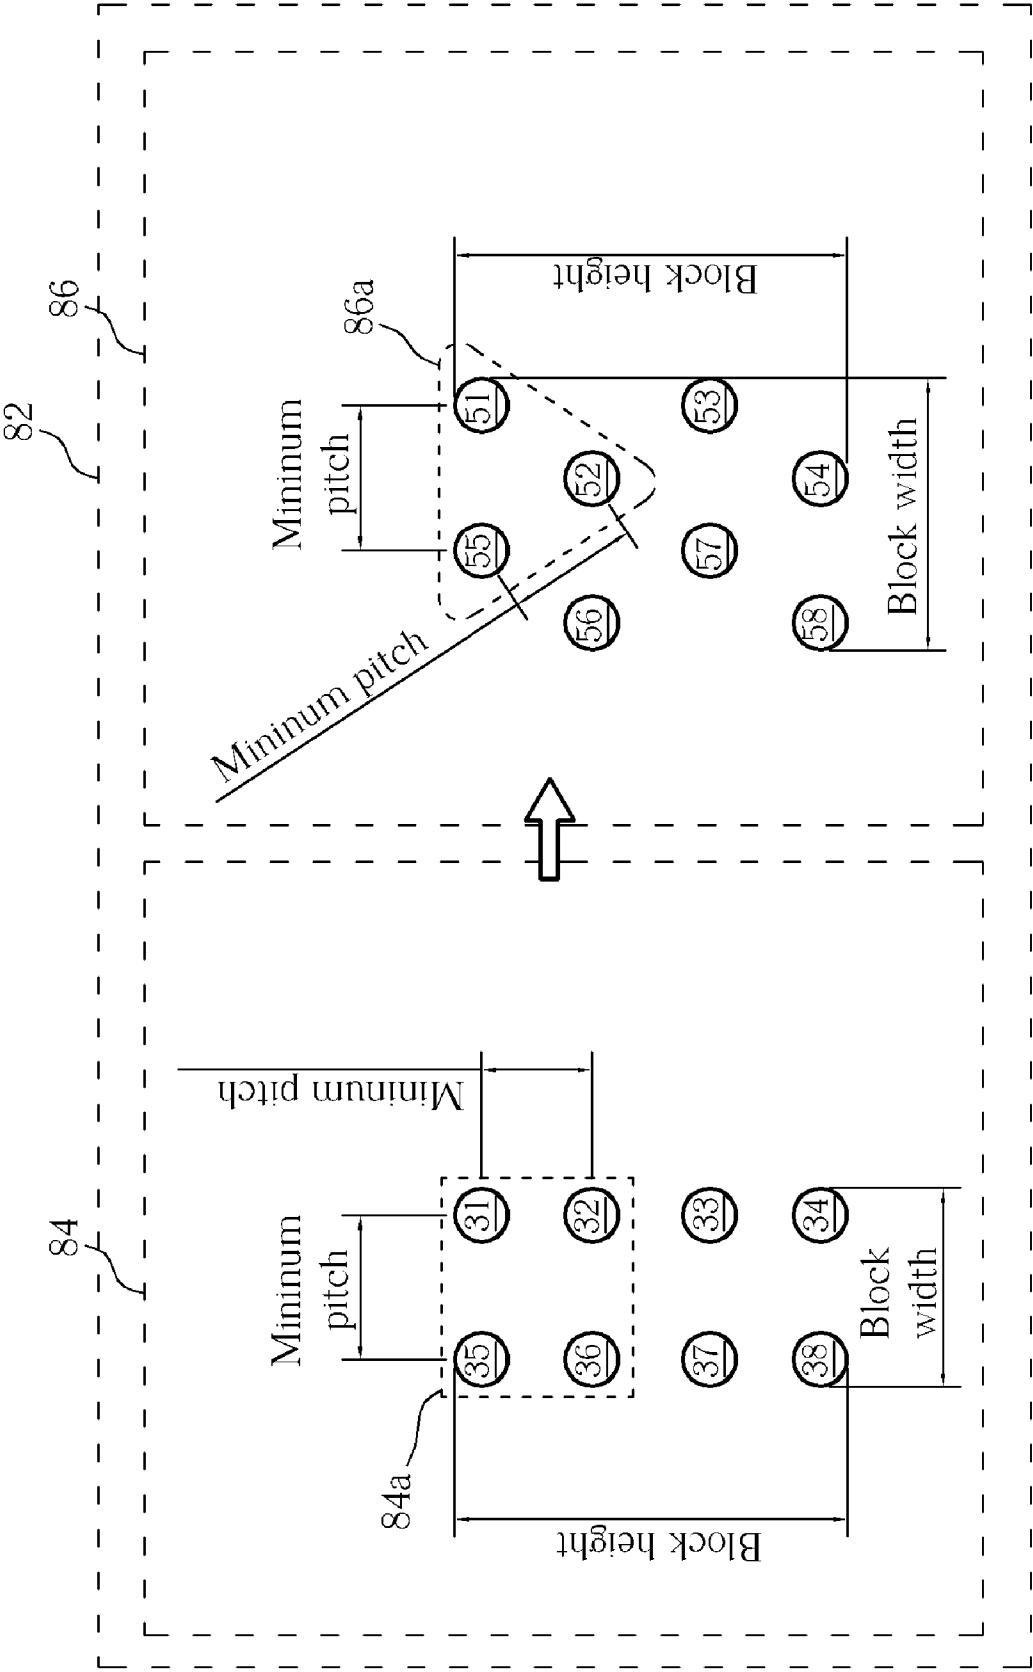 82
84
86
Mininum pitch
Mininum
pitch
84a
35
31
36
32
37
33
38
34
Block height
Block
width
Mininum pitch
Mininum
pitch
86a
55
51
56
52
57
53
58
54
Block height
Block width